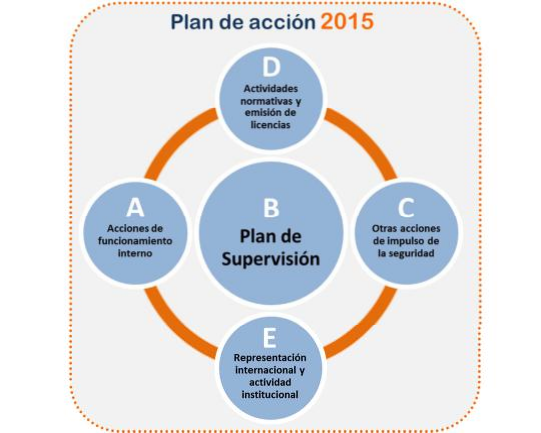 Plan de acción 2015
D
Actividades
normativas y
emisión de
licencias
A
Acciones de
funcionamiento
interno
B
Plan de
Supervisión
C
Otras acciones
de impulso de
la seguridad
E
Representación
internacional y
actividad
institucional